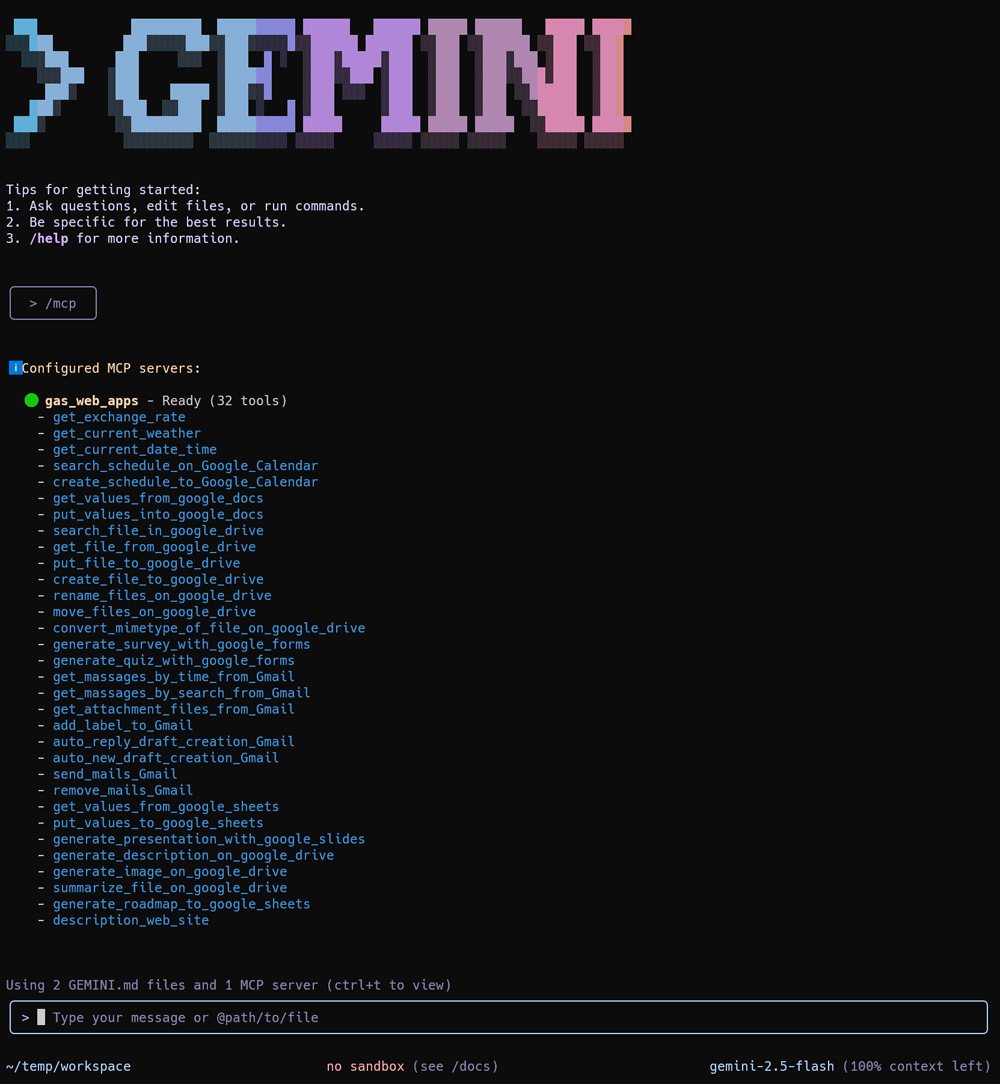 > GEMINI
Tips for getting started:
1. Ask questions, edit files, or run commands.
2. Be specific for the best results.
3. /help for more information.
> /mcp
ℹ Configured MCP servers:
gas_web_apps - Ready (32 tools)
- get_exchange_rate
- get_current_weather
- get_current_date_time
- search_schedule_on_Google_Calendar
- create_schedule_to_Google_Calendar
- get_values_from_google_docs
- put_values_into_google_docs
- search_file_in_google_drive
- get_file_from_google_drive
- put_file_to_google_drive
- create_file_to_google_drive
- rename_files_on_google_drive
- move_files_on_google_drive
- convert_mimetype_of_file_on_google_drive
- generate_survey_with_google_forms
- generate_quiz_with_google_forms
- get_massages_by_time_from_Gmail
- get_massages_by_search_from_Gmail
- get_attachment_files_from_Gmail
- add_label_to_Gmail
- auto_reply_draft_creation_Gmail
- auto_new_draft_creation_Gmail
- send_mails_Gmail
- remove_mails_Gmail
- get_values_from_google_sheets
- put_values_to_google_sheets
- generate_presentation_with_google_slides
- generate_description_on_google_drive
- generate_image_on_google_drive
- summarize_file_on_google_drive
- generate_roadmap_to_google_sheets
- description_web_site
Using 2 GEMINI.md files and 1 MCP server (ctrl+t to view)
> Type your message or @path/to/file
~/temp/workspace no sandbox (see /docs) gemini-2.5-flash (100% context left)